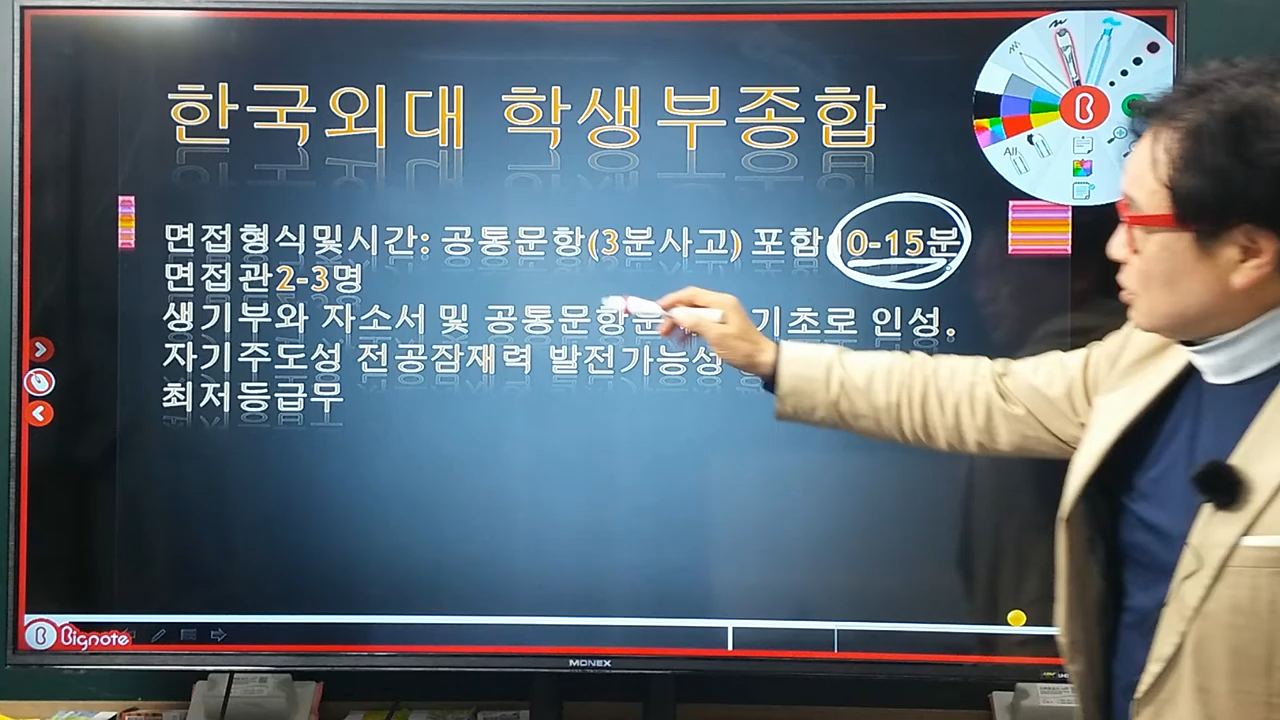 한국외대 학생부종합
All
면접형식및시간: 공통문항(3분사고) 포함 10-15분
면접관2-3명
생기부와 자소서 및 공통문항 기초로 인성.
자기주도성 전공잠재력 발전가능성
최저등급무
Bignote
MONEX